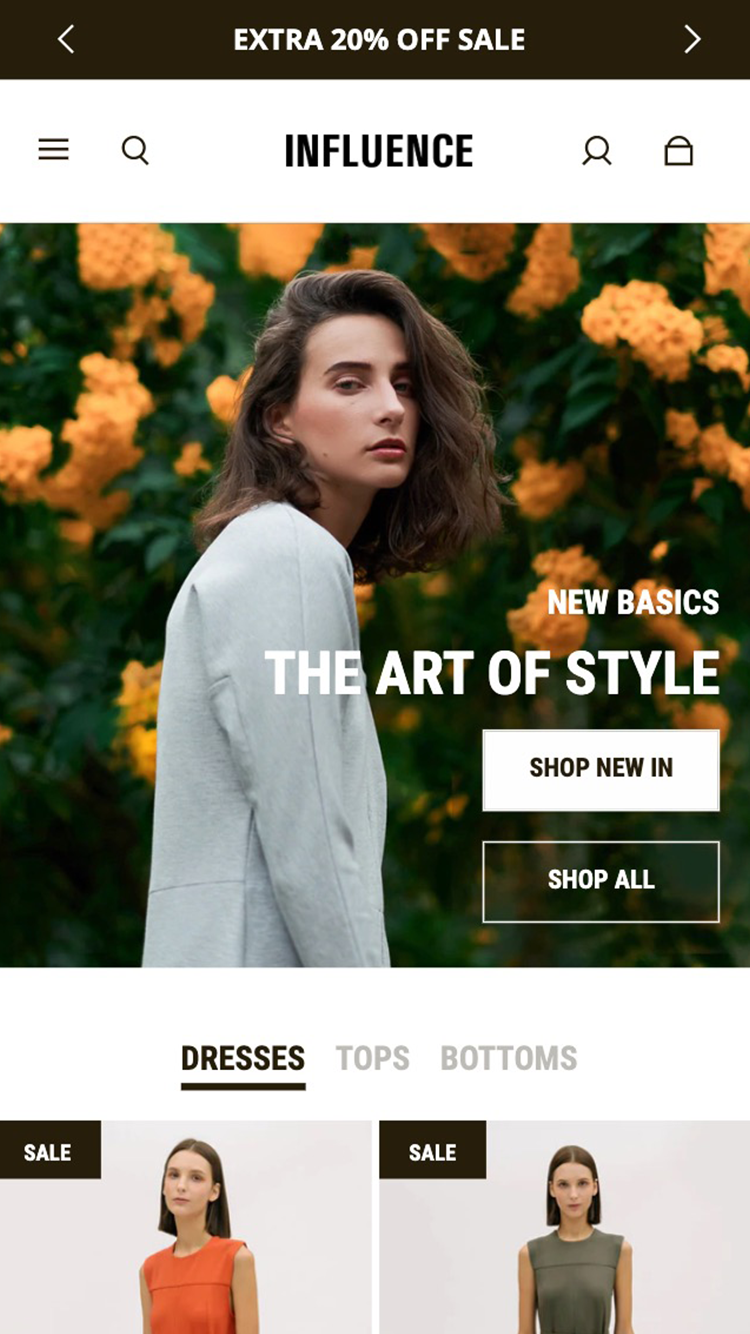 EXTRA 20% OFF SALE
INFLUENCE
NEW BASICS
THE ART OF STYLE
SHOP NEW IN
SHOP ALL
DRESSES TOPS BOTTOMS
SALE SALE